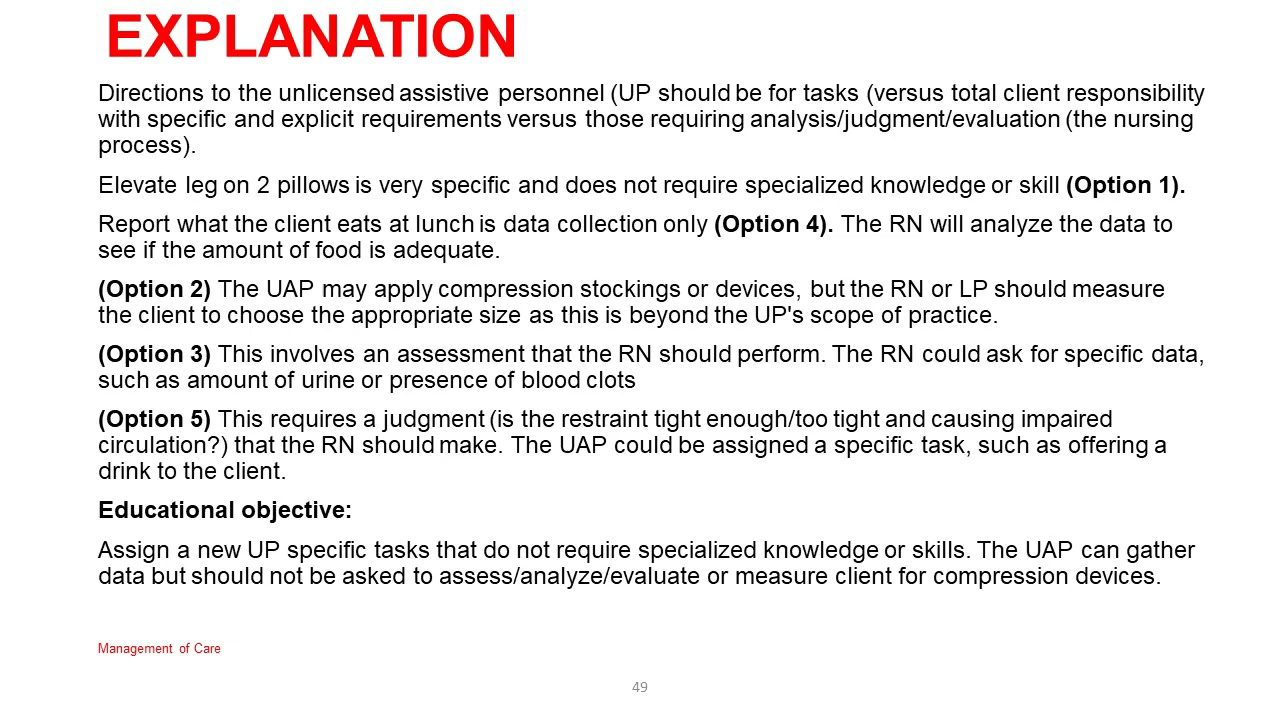 EXPLANATION
Directions to the unlicensed assistive personnel (UP should be for tasks (versus total client responsibility
with specific and explicit requirements versus those requiring analysis/judgment/evaluation (the nursing
process).
Elevate leg on 2 pillows is very specific and does not require specialized knowledge or skill (Option 1).
Report what the client eats at lunch is data collection only (Option 4). The RN will analyze the data to
see if the amount of food is adequate.
(Option 2) The UAP may apply compression stockings or devices, but the RN or LP should measure
the client to choose the appropriate size as this is beyond the UP's scope of practice.
(Option 3) This involves an assessment that the RN should perform. The RN could ask for specific data,
such as amount of urine or presence of blood clots
(Option 5) This requires a judgment (is the restraint tight enough/too tight and causing impaired
circulation?) that the RN should make. The UAP could be assigned a specific task, such as offering a
drink to the client.
Educational objective:
Assign a new UP specific tasks that do not require specialized knowledge or skills. The UAP can gather
data but should not be asked to assess/analyze/evaluate or measure client for compression devices.
Management of Care
49